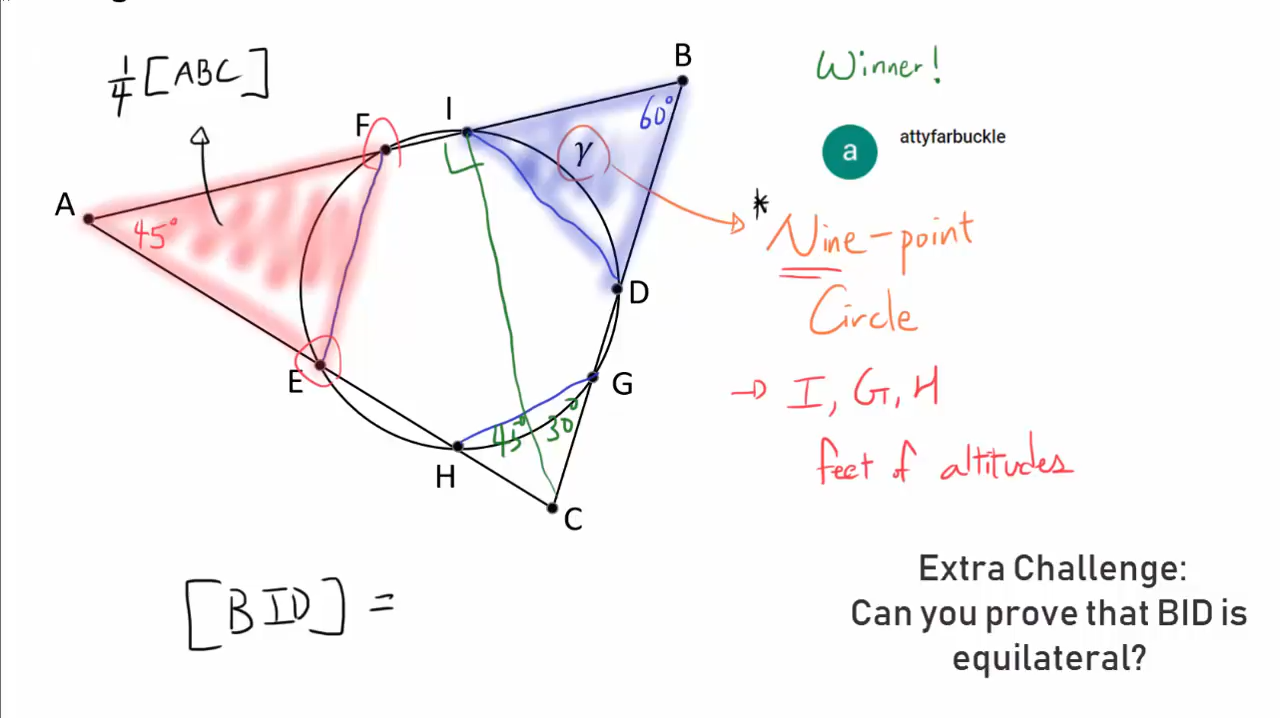 1/4 [ABC]
B
Winner!
I
F
60°
γ
attyfarbuckle
a
A
45°
*
Nine-point
Circle
D
E
G
→ I, G, H
45° 30°
feet of altitudes
H
C
Extra Challenge:
[BID] =
Can you prove that BID is
equilateral?